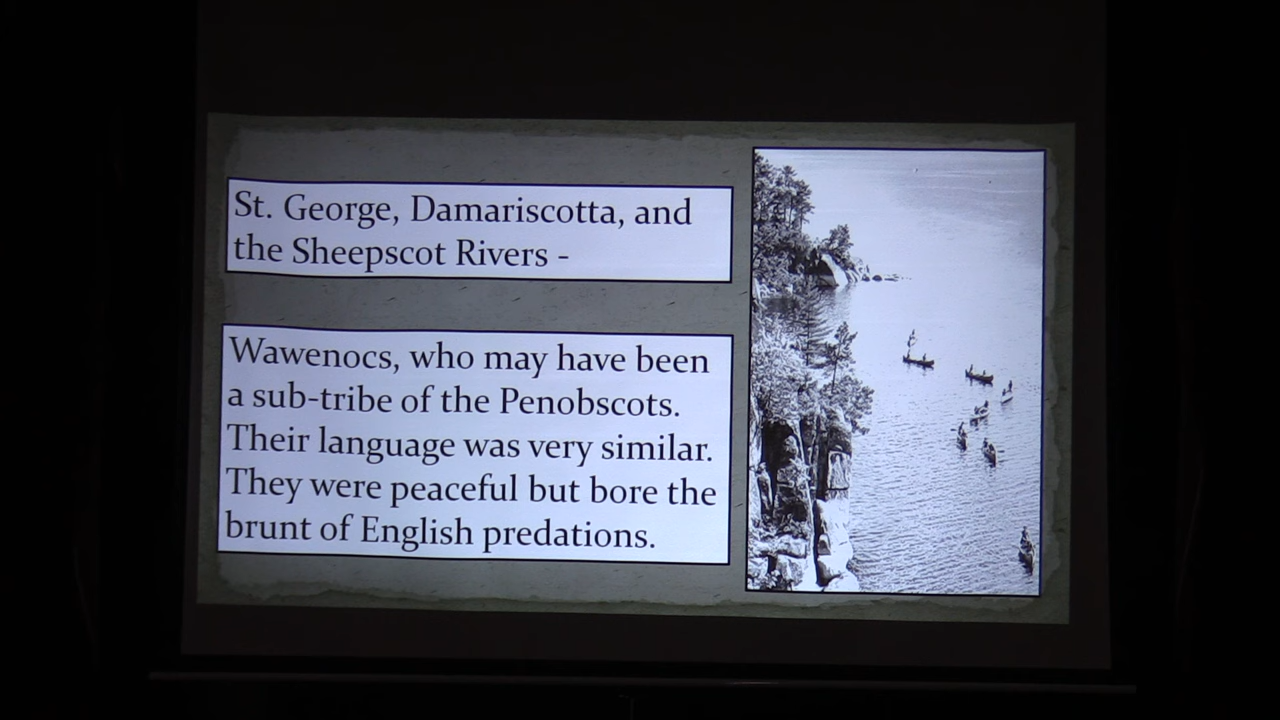 St. George, Damariscotta, and
the Sheepscot Rivers -
Wawenocs, who may have been
a sub-tribe of the Penobscots.
Their language was very similar.
They were peaceful but bore the
brunt of English predations.